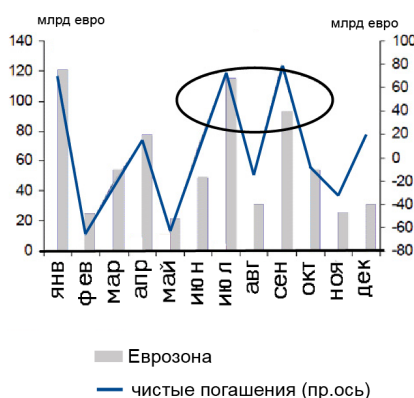 млрд евро
млрд евро
140
120
100
80
60
40
20
0
100
80
60
40
20
0
-20
-40
-60
-80
янв
фев
мар
апр
май
июн
июл
авг
сен
окт
ноя
дек
Еврозона
чистые погашения (пр.ось)